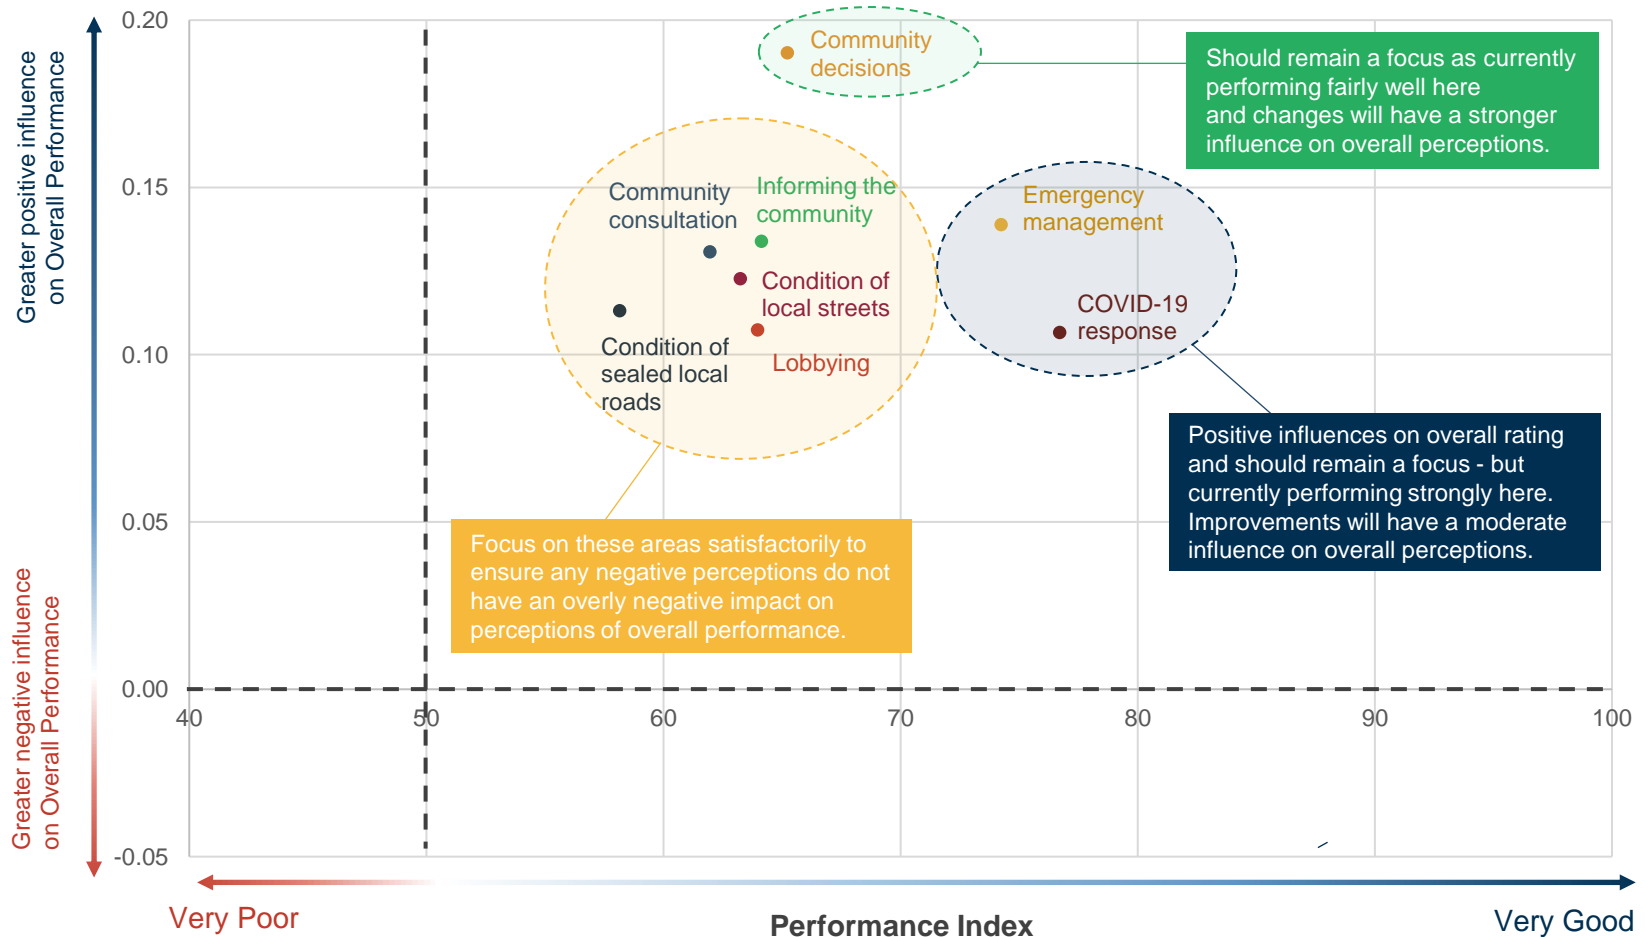 Greater positive influence
on Overall Performance
Greater negative influence
on Overall Performance
0.20
0.15
0.10
0.05
0.00
-0.05
40
50
60
70
80
90
100
Community
decisions
Should remain a focus as currently
performing fairly well here
and changes will have a stronger
influence on overall perceptions.
Community
consultation
Informing the
community
Condition of
local streets
Condition of
sealed local
roads
Lobbying
Emergency
management
COVID-19
response
Positive influences on overall rating
and should remain a focus - but
currently performing strongly here.
Improvements will have a moderate
influence on overall perceptions.
Focus on these areas satisfactorily to
ensure any negative perceptions do not
have an overly negative impact on
perceptions of overall performance.
Very Poor
Performance Index
Very Good